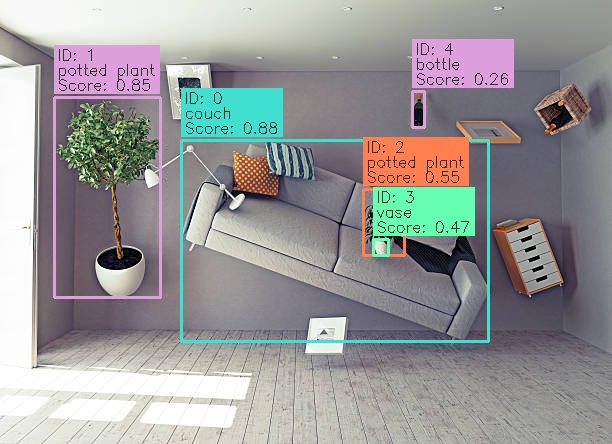 ID: 1
potted plant
Score: 0.85
ID: 4
bottle
Score: 0.26
ID: 0
couch
Score: 0.88
ID: 2
potted plant
Score: 0.55
ID: 3
vase
Score: 0.47